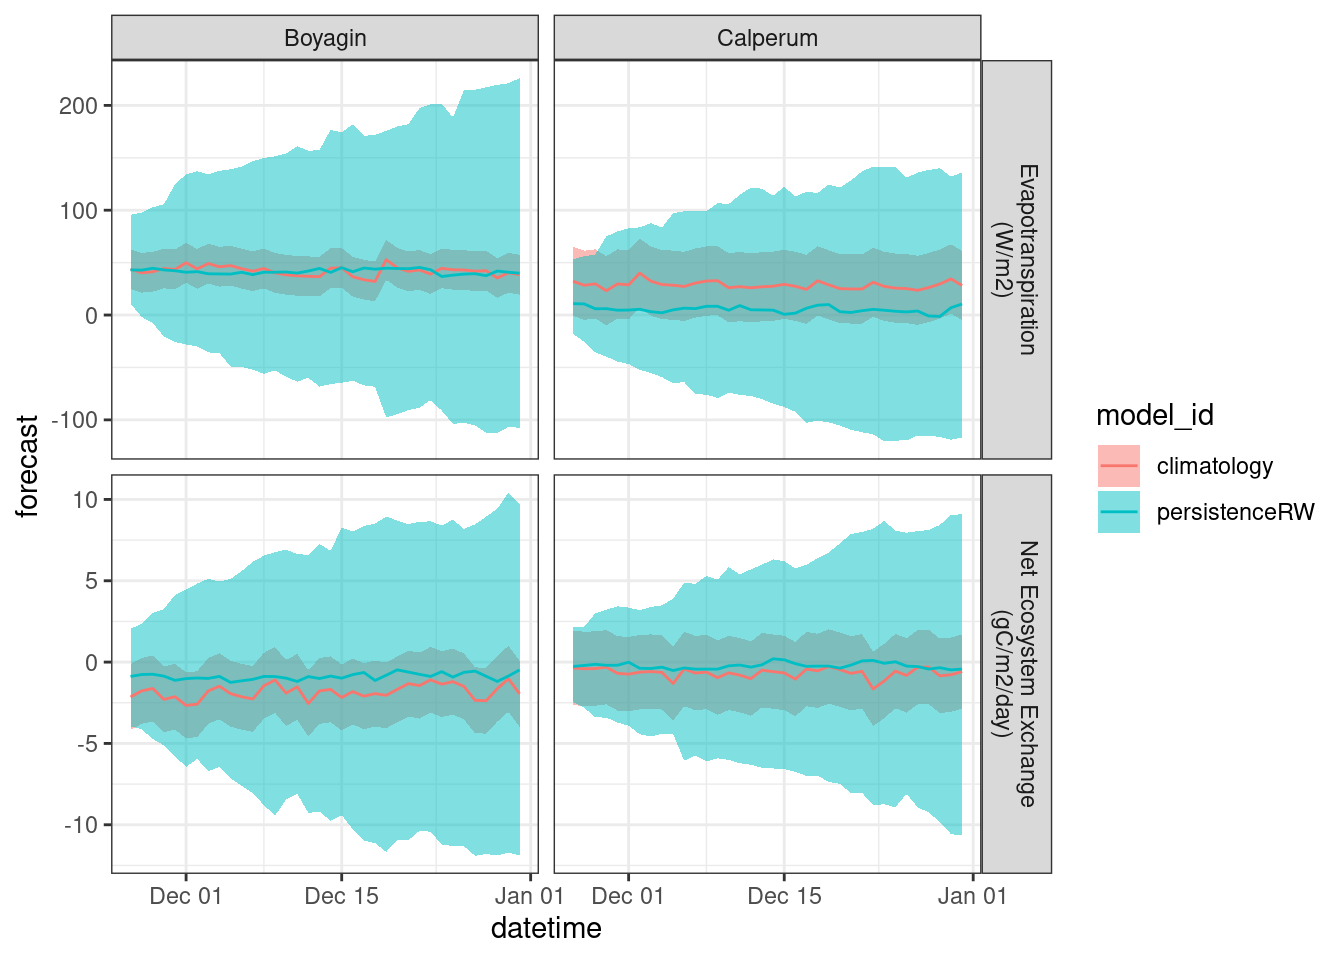 Boyagin
Calperum
200
100
0
-100
Evapotranspiration
(W/m2)
10
5
0
-5
-10
Net Ecosystem Exchange
(gC/m2/day)
Dec 01
Dec 15
Jan 01
Dec 01
Dec 15
Jan 01
datetime
forecast
model_id
climatology
persistenceRW